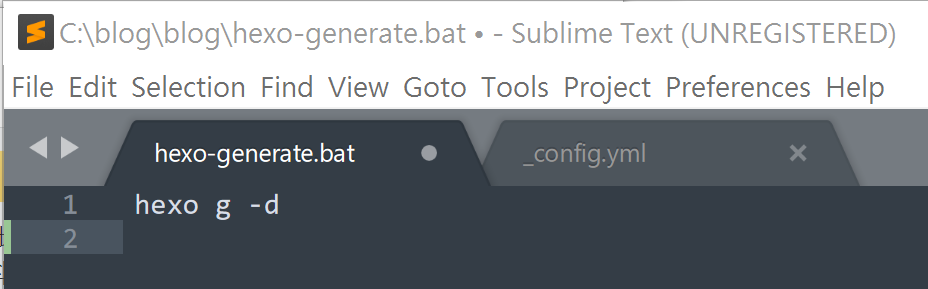 C:\blog\blog\hexo-generate.bat • - Sublime Text (UNREGISTERED)
File Edit Selection Find View Goto Tools Project Preferences Help
hexo-generate.bat _config.yml
1 hexo g -d
2